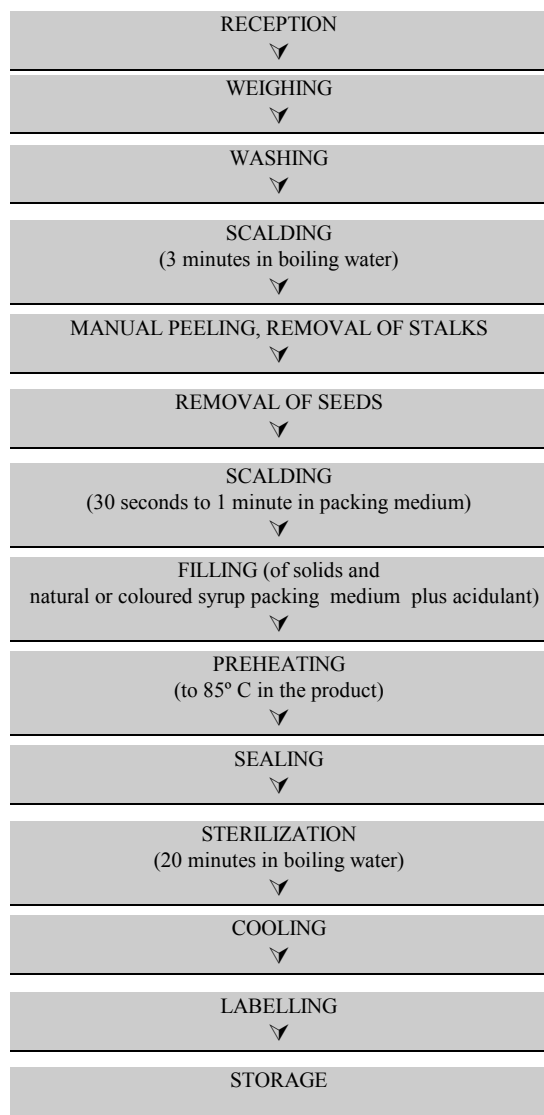 RECEPTION
WEIGHING
WASHING
SCALDING
(3 minutes in boiling water)
MANUAL PEELING, REMOVAL OF STALKS
REMOVAL OF SEEDS
SCALDING
(30 seconds to 1 minute in packing medium)
FILLING (of solids and
natural or coloured syrup packing medium plus acidulant)
PREHEATING
(to 85º C in the product)
SEALING
STERILIZATION
(20 minutes in boiling water)
COOLING
LABELLING
STORAGE